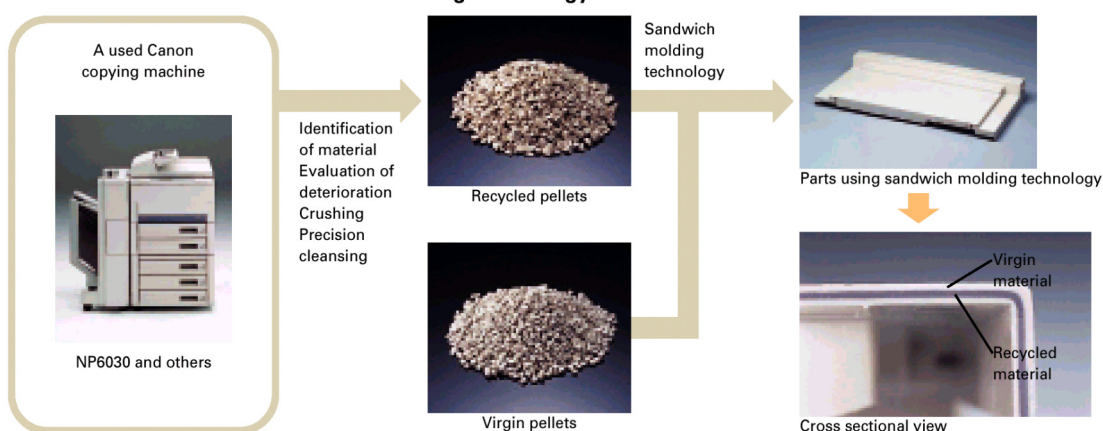 A used Canon
copying machine
NP6030 and others
Identification
of material
Evaluation of
deterioration
Crushing
Precision
cleansing
Recycled pellets
Virgin pellets
Sandwich
molding
technology
Parts using sandwich molding technology
Virgin
material
Recycled
material
Cross sectional view